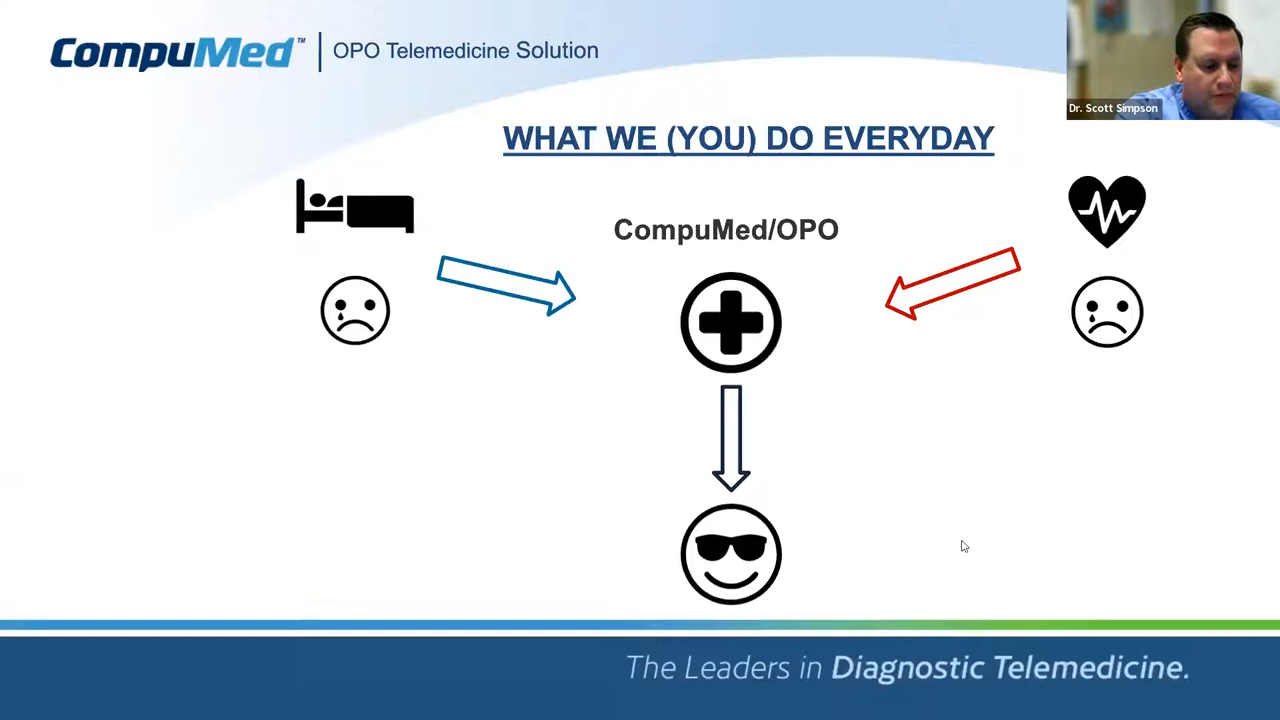 CompuMed™ | OPO Telemedicine Solution
Dr. Scott Simpson
WHAT WE (YOU) DO EVERYDAY
CompuMed/OPO
The Leaders in Diagnostic Telemedicine.